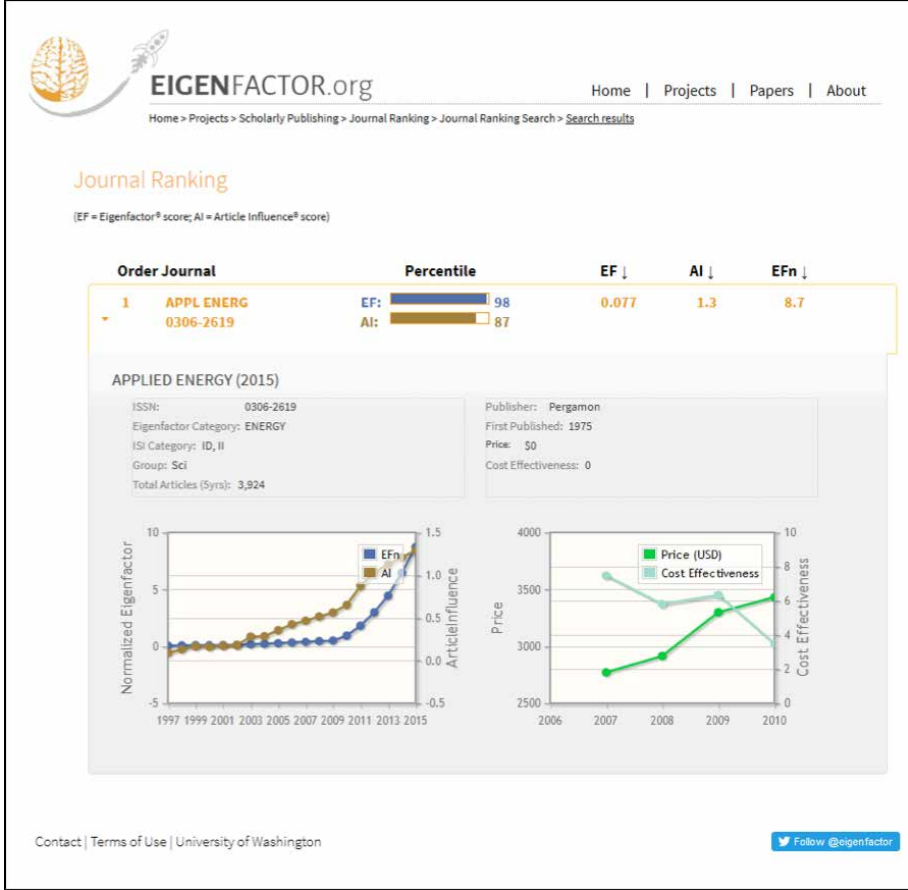 EIGENFACTOR.org
Home | Projects | Papers | About
Home > Projects > Scholarly Publishing > Journal Ranking > Journal Ranking Search > Search results
Journal Ranking
(EF = Eigenfactor® score; AI = Article Influence® score)
Order Journal Percentile EF ↓ AI ↓ EFn ↓
1 APPL ENERG EF: 98 0.077 1.3 8.7
0306-2619 AI: 87
APPLIED ENERGY (2015)
ISSN: 0306-2619
Eigenfactor Category: ENERGY
ISI Category: ID, II
Group: Sci
Total Articles (5yrs): 3,924
Publisher: Pergamon
First Published: 1975
Price: $0
Cost Effectiveness: 0
Normalized Eigenfactor
10
5
0
-5
EFn
AI
1.5
1.0
0.5
0.0
-0.5
ArticleInfluence
1997 1999 2001 2003 2005 2007 2009 2011 2013 2015
Price
4000
3500
3000
2500
Price (USD)
Cost Effectiveness
10
8
6
4
2
0
Cost Effectiveness
2006 2007 2008 2009 2010
Contact | Terms of Use | University of Washington
Follow @eigenfactor